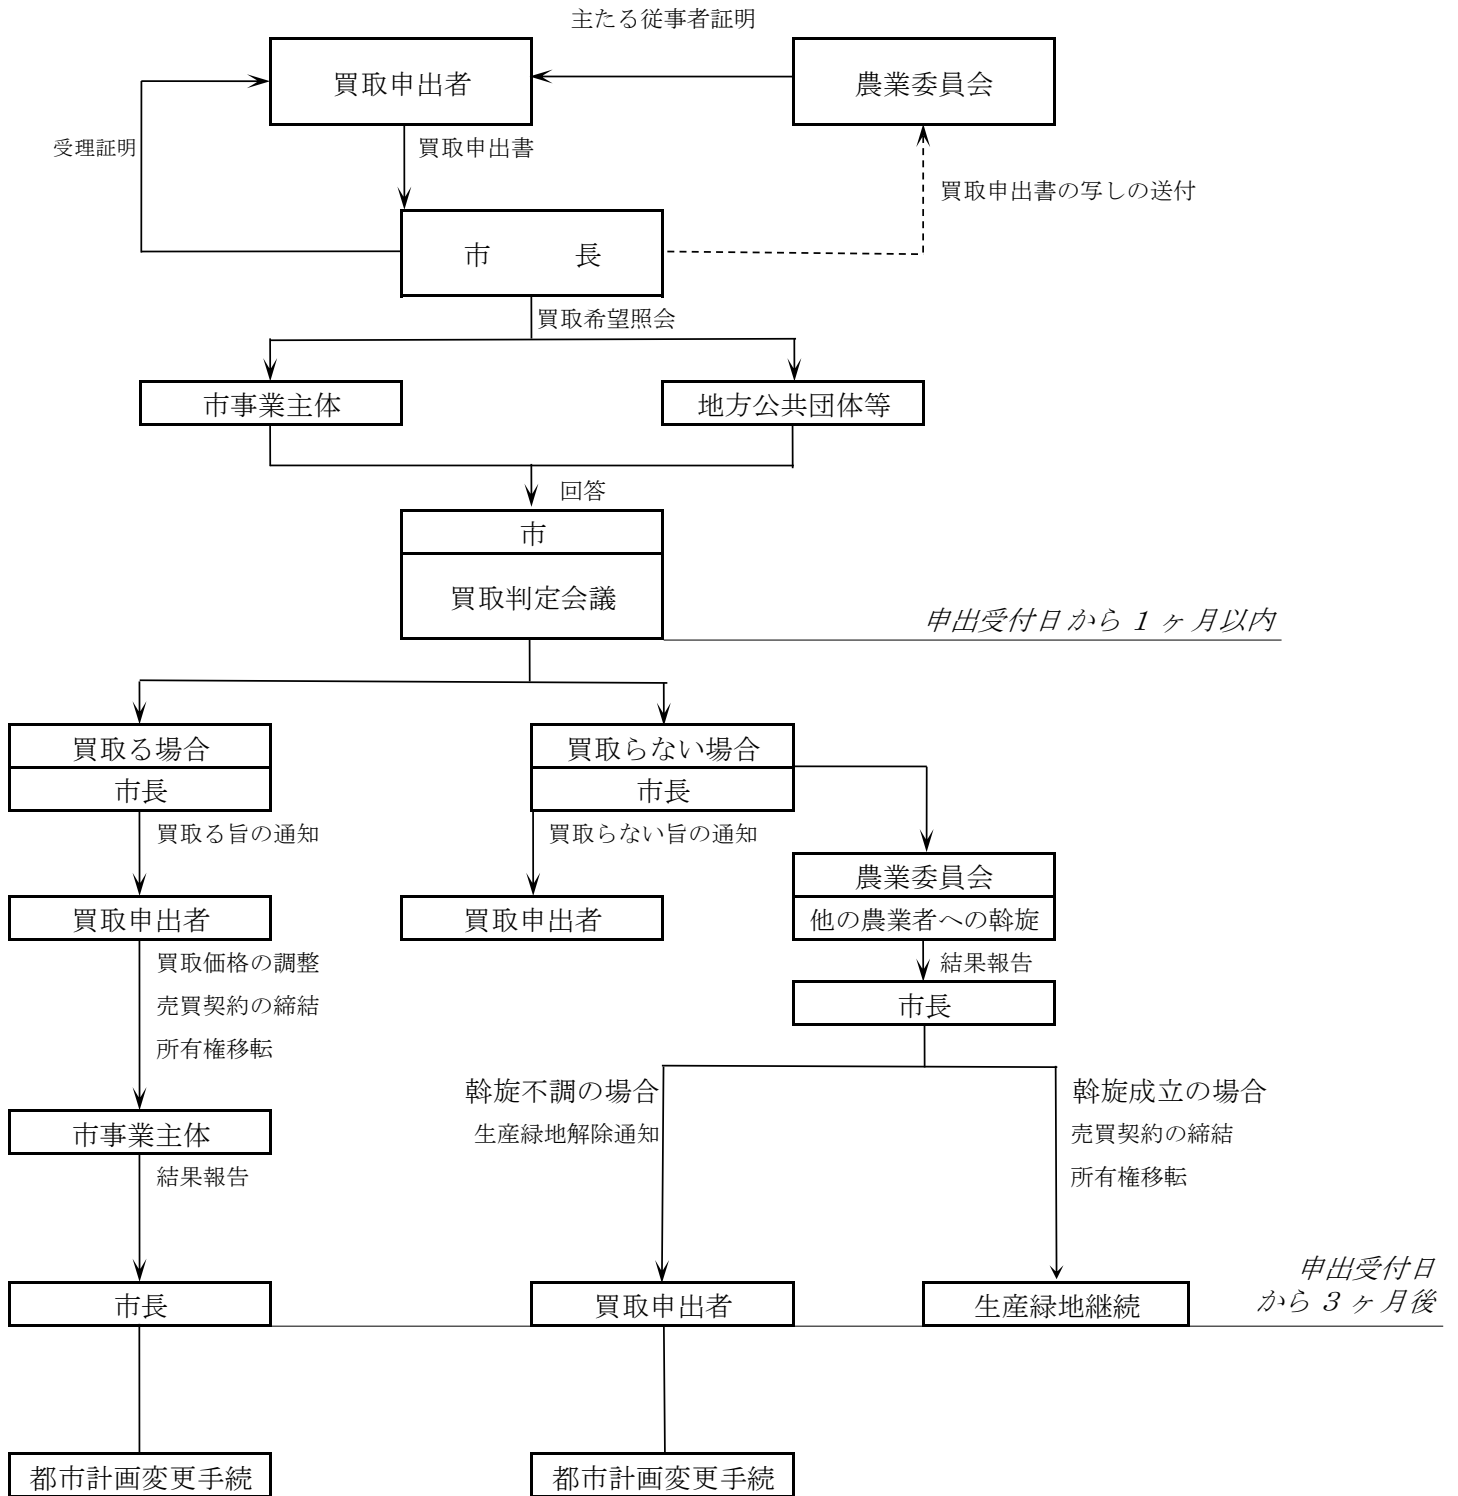 主たる従事者証明
買取申出者
農業委員会
受理証明
買取申出書
買取申出書の写しの送付
市　　　長
買取希望照会
市事業主体
地方公共団体等
回答
市
買取判定会議
申出受付日から１ヶ月以内
買取る場合
買取らない場合
市長
市長
買取る旨の通知
買取らない旨の通知
農業委員会
買取申出者
買取申出者
他の農業者への斡旋
買取価格の調整
結果報告
売買契約の締結
市長
所有権移転
斡旋不調の場合
斡旋成立の場合
市事業主体
生産緑地解除通知
売買契約の締結
結果報告
所有権移転
申出受付日
から３ヶ月後
市長
買取申出者
生産緑地継続
都市計画変更手続
都市計画変更手続